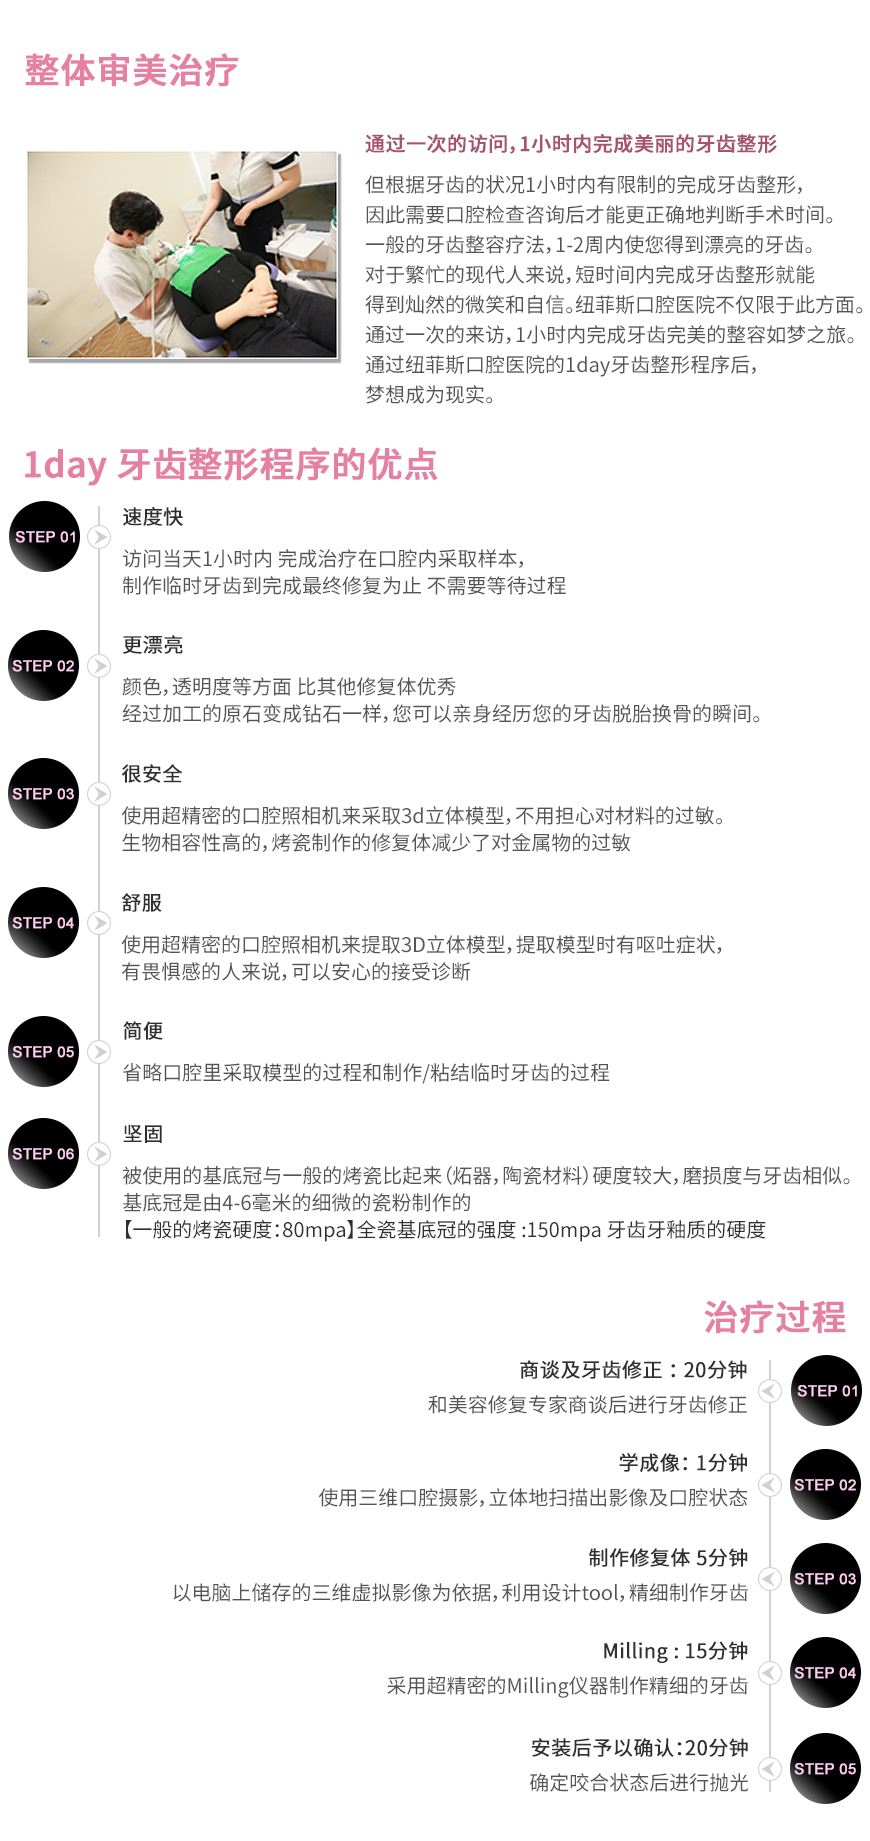 整体审美治疗
通过一次的访问，1小时内完成美丽的牙齿整形
但根据牙齿的状况1小时内有限制的完成牙齿整形，
因此需要口腔检查咨询后才能更正确地判断手术时间。
一般的牙齿整容疗法，1-2周内使您得到漂亮的牙齿。
对于繁忙的现代人来说，短时间内完成牙齿整形就能
得到灿然的微笑和自信。纽菲斯口腔医院不仅限于此方面。
通过一次的来访，1小时内完成牙齿完美的整容如梦之旅。
通过纽菲斯口腔医院的1day牙齿整形程序后，
梦想成为现实。
1day 牙齿整形程序的优点
STEP 01
速度快
访问当天1小时内 完成治疗在口腔内采取样本，
制作临时牙齿到完成最终修复为止 不需要等待过程
STEP 02
更漂亮
颜色，透明度等方面 比其他修复体优秀
经过加工的原石变成钻石一样，您可以亲身经历您的牙齿脱胎换骨的瞬间。
STEP 03
很安全
使用超精密的口腔照相机来采取3d立体模型，不用担心对材料的过敏。
生物相容性高的，烤瓷制作的修复体减少了对金属物的过敏
STEP 04
舒服
使用超精密的口腔照相机来提取3D立体模型，提取模型时有呕吐症状，
有畏惧感的人来说，可以安心的接受诊断
STEP 05
简便
省略口腔里采取模型的过程和制作/粘结临时牙齿的过程
STEP 06
坚固
被使用的基底冠与一般的烤瓷比起来（炻器，陶瓷材料）硬度较大，磨损度与牙齿相似。
基底冠是由4-6毫米的细微的瓷粉制作的
【一般的烤瓷硬度：80mpa】全瓷基底冠的强度 :150mpa 牙齿牙釉质的硬度
治疗过程
商谈及牙齿修正 ：20分钟
STEP 01
和美容修复专家商谈后进行牙齿修正
学成像： 1分钟
STEP 02
使用三维口腔摄影，立体地扫描出影像及口腔状态
制作修复体 5分钟
STEP 03
以电脑上储存的三维虚拟影像为依据，利用设计tool，精细制作牙齿
Milling : 15分钟
STEP 04
采用超精密的Milling仪器制作精细的牙齿
安装后予以确认：20分钟
STEP 05
确定咬合状态后进行抛光